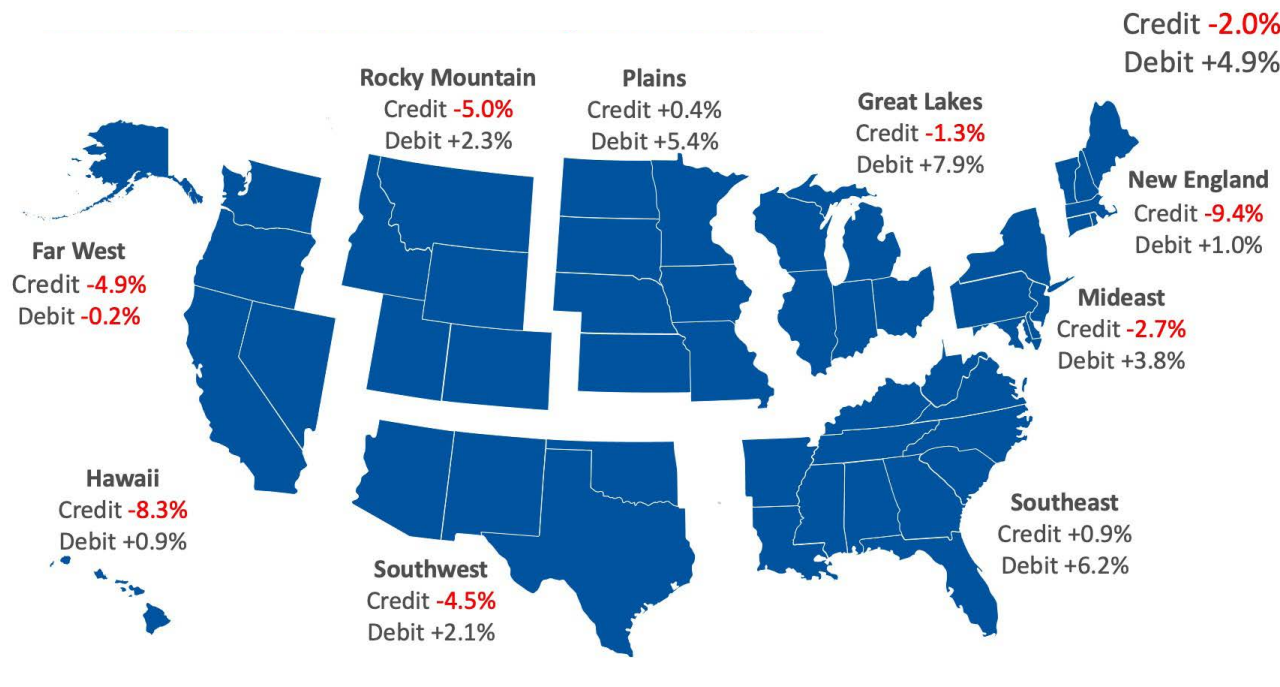 Credit -2.0%
Debit +4.9%
Rocky Mountain
Credit -5.0%
Debit +2.3%
Plains
Credit +0.4%
Debit +5.4%
Great Lakes
Credit -1.3%
Debit +7.9%
New England
Credit -9.4%
Debit +1.0%
Far West
Credit -4.9%
Debit -0.2%
Mideast
Credit -2.7%
Debit +3.8%
Hawaii
Credit -8.3%
Debit +0.9%
Southwest
Credit -4.5%
Debit +2.1%
Southeast
Credit +0.9%
Debit +6.2%